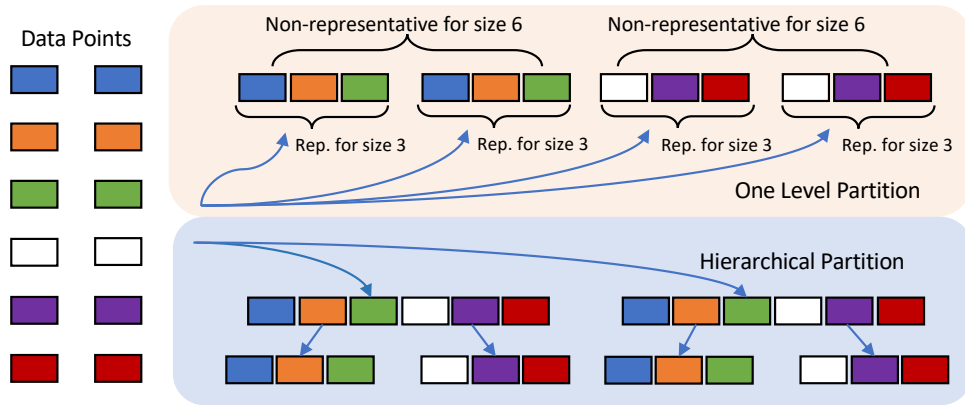 Data Points
Non-representative for size 6
Non-representative for size 6
Rep. for size 3
Rep. for size 3
Rep. for size 3
Rep. for size 3
One Level Partition
Hierarchical Partition